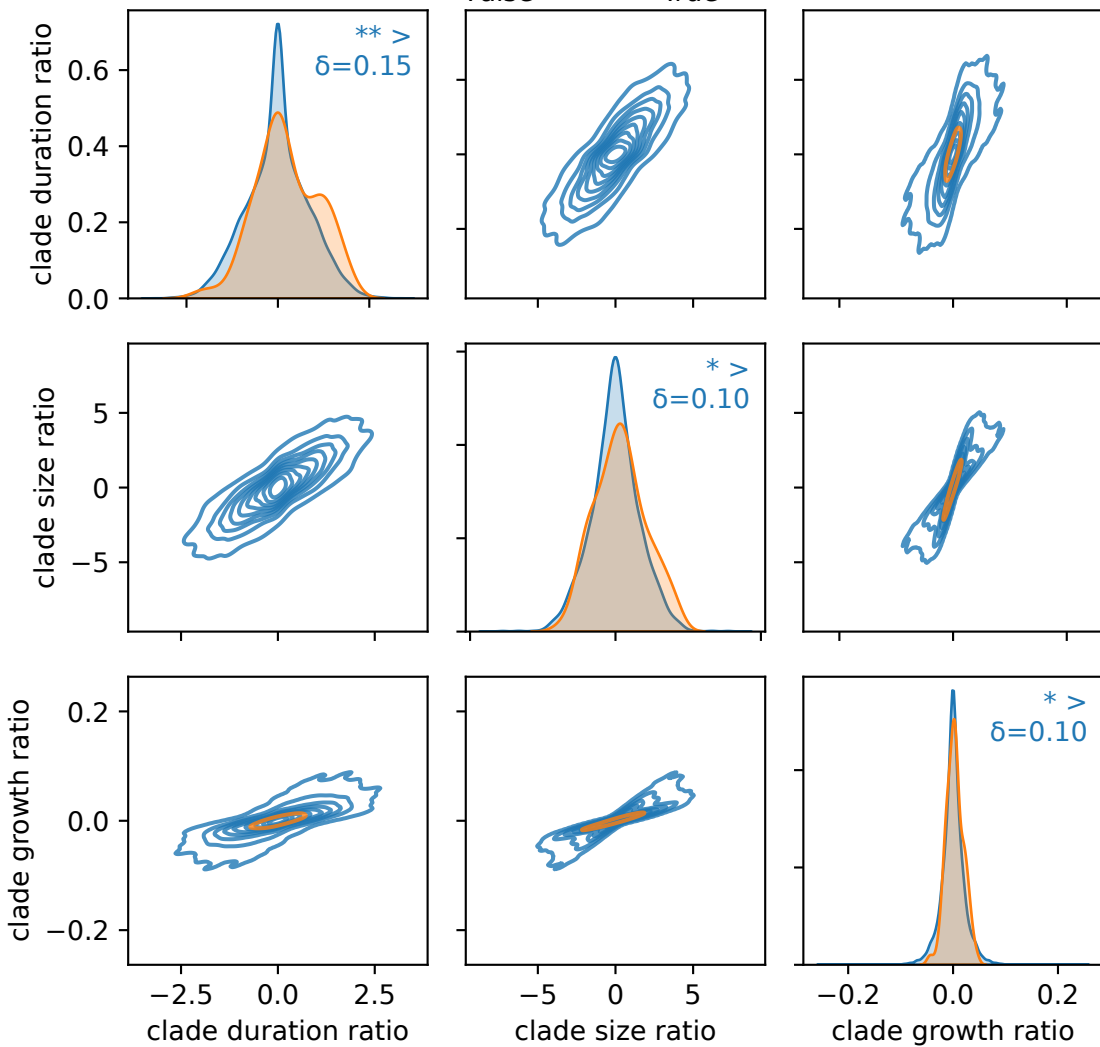 clade duration ratio
0.6
0.4
0.2
0.0
** >
δ=0.15
clade size ratio
5
0
−5
* >
δ=0.10
clade growth ratio
0.2
0.0
−0.2
* >
δ=0.10
−2.5 0.0 2.5
−5 0 5
−0.2 0.0 0.2
clade duration ratio
clade size ratio
clade growth ratio